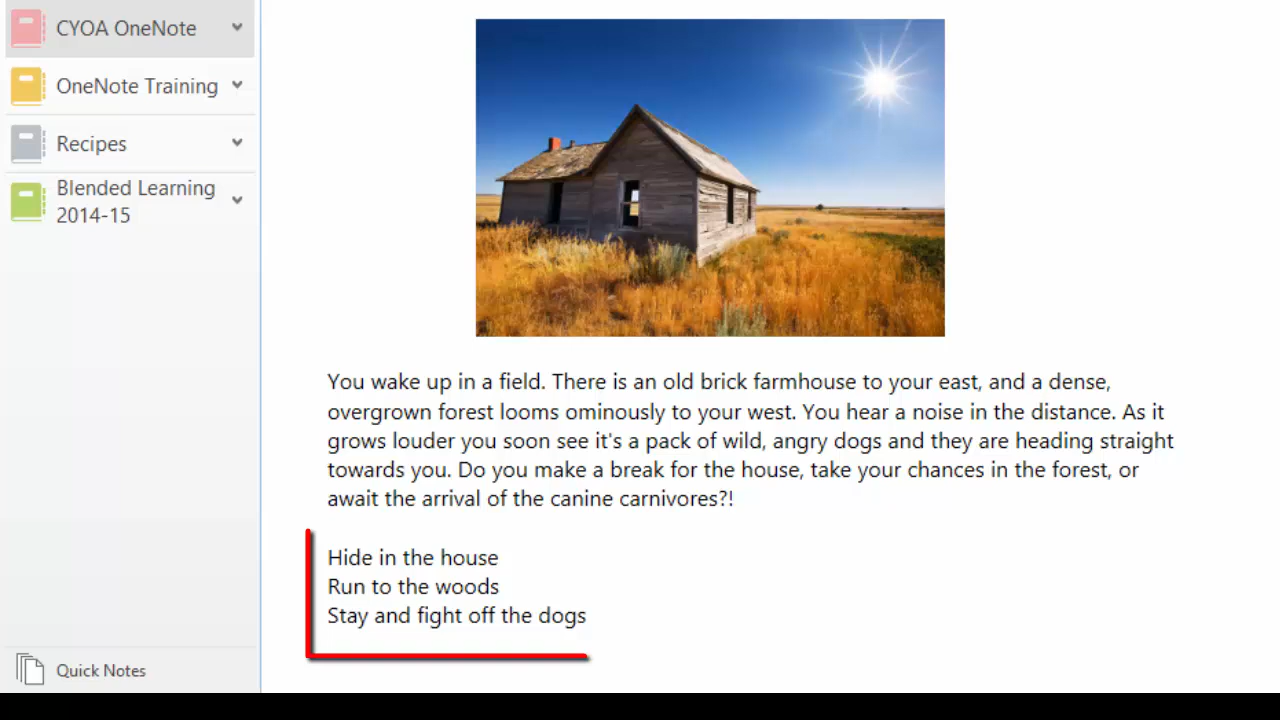 CYOA OneNote
OneNote Training
Recipes
Blended Learning
2014-15
Quick Notes
You wake up in a field. There is an old brick farmhouse to your east, and a dense,
overgrown forest looms ominously to your west. You hear a noise in the distance. As it
grows louder you soon see it's a pack of wild, angry dogs and they are heading straight
towards you. Do you make a break for the house, take your chances in the forest, or
await the arrival of the canine carnivores?!
Hide in the house
Run to the woods
Stay and fight off the dogs